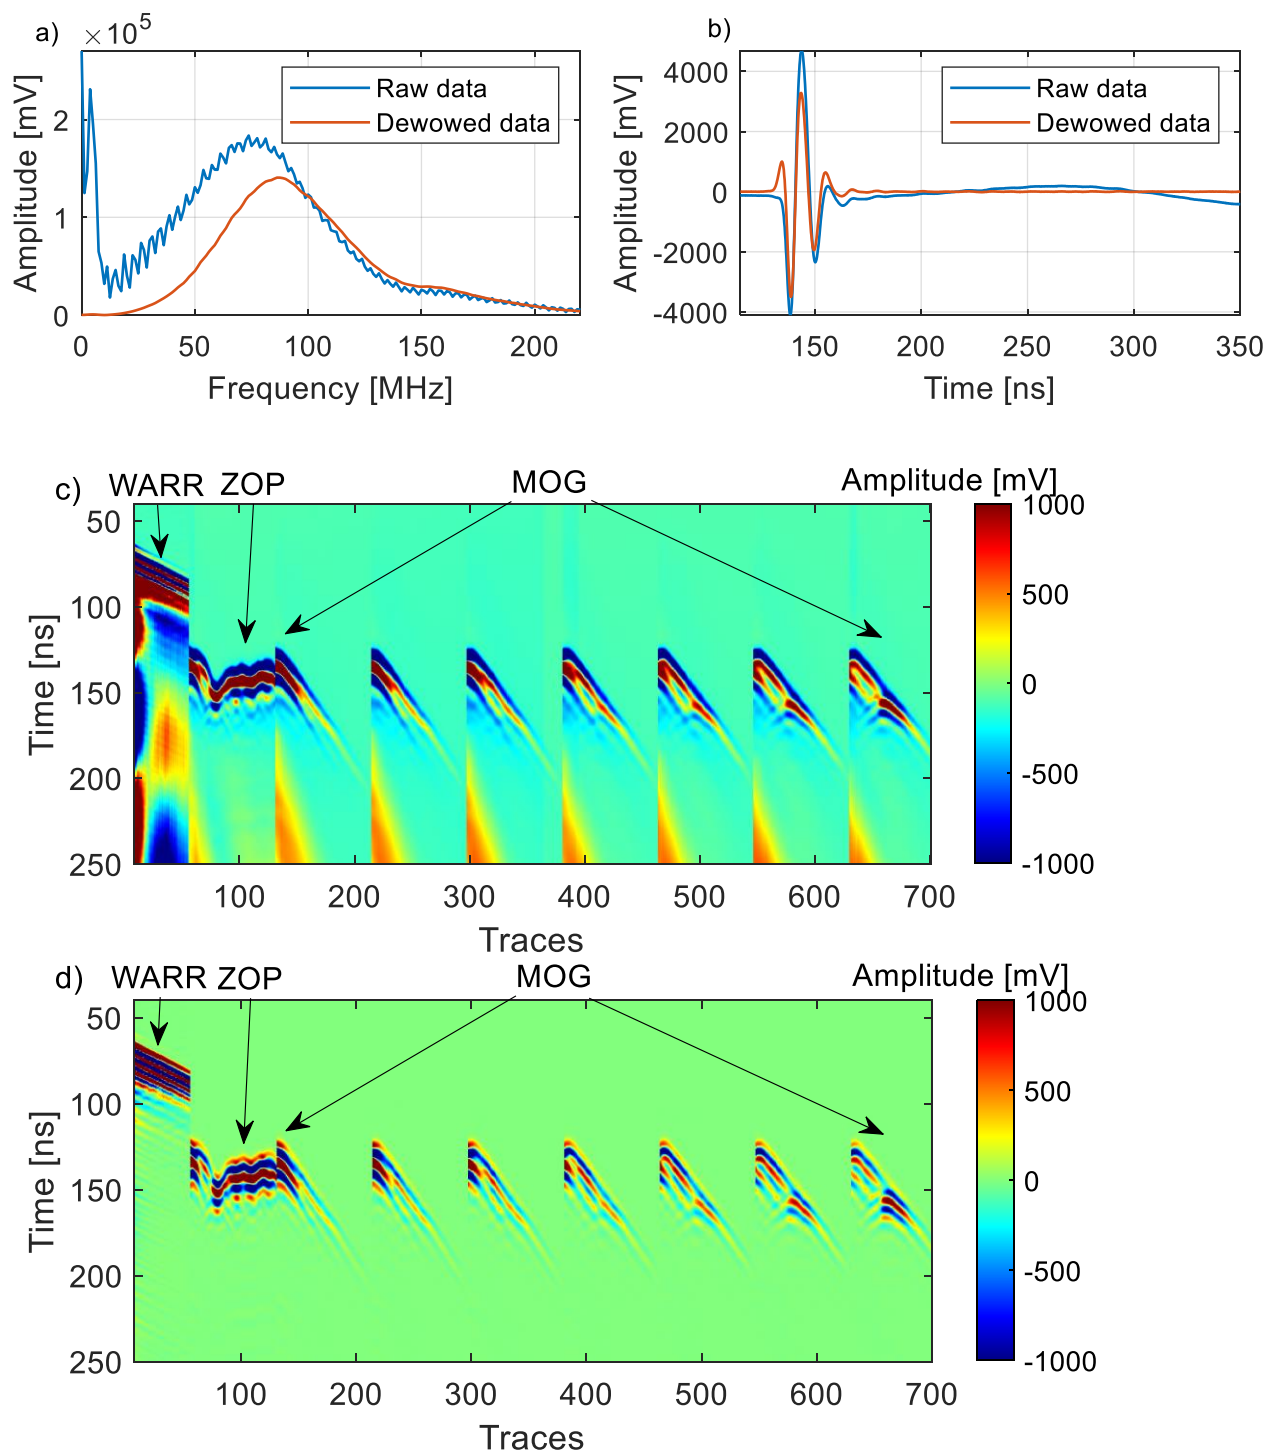 a)
×10^5
Amplitude [mV]
2
1
0
Raw data
Dewowed data
0 50 100 150 200
Frequency [MHz]
b)
Amplitude [mV]
4000
2000
0
-2000
-4000
Raw data
Dewowed data
150 200 250 300 350
Time [ns]
c)
WARR ZOP MOG Amplitude [mV]
Time [ns]
50
100
150
200
250
100 200 300 400 500 600 700
Traces
1000
500
0
-500
-1000
d)
WARR ZOP MOG Amplitude [mV]
Time [ns]
50
100
150
200
250
100 200 300 400 500 600 700
Traces
1000
500
0
-500
-1000